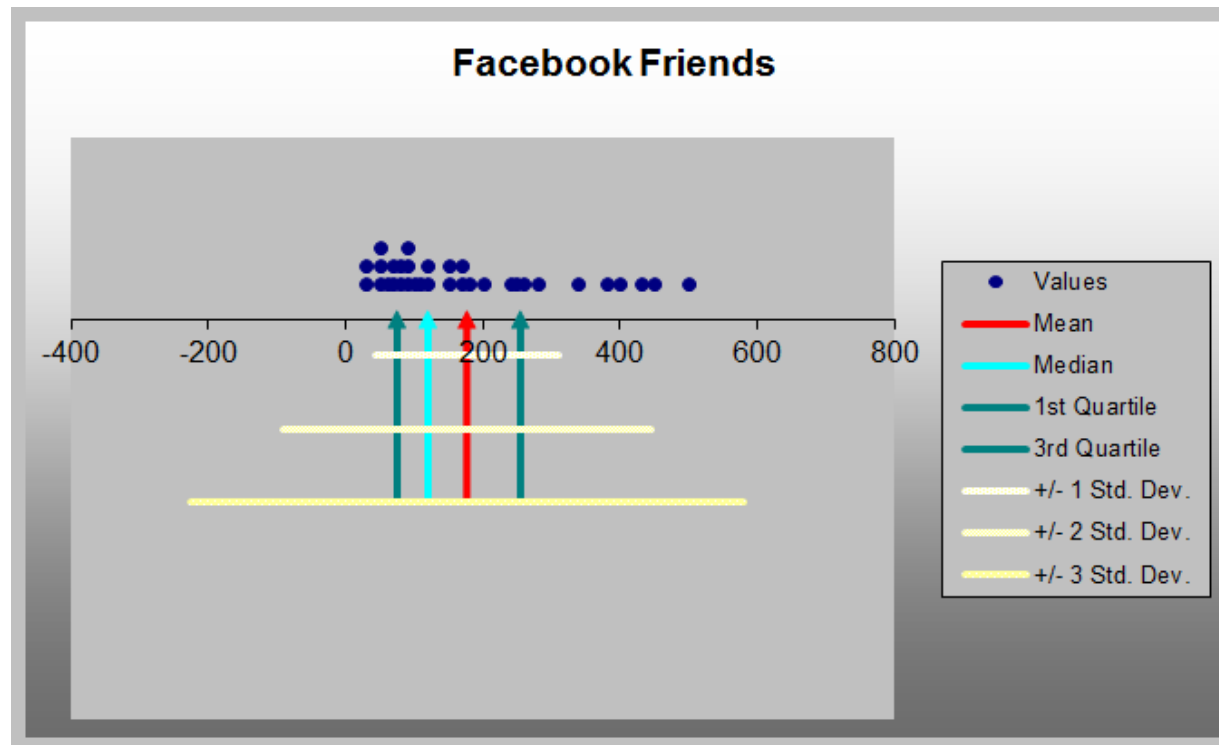 Facebook Friends
-400 -200 0 200 400 600 800
Values
Mean
Median
1st Quartile
3rd Quartile
+/- 1 Std. Dev.
+/- 2 Std. Dev.
+/- 3 Std. Dev.